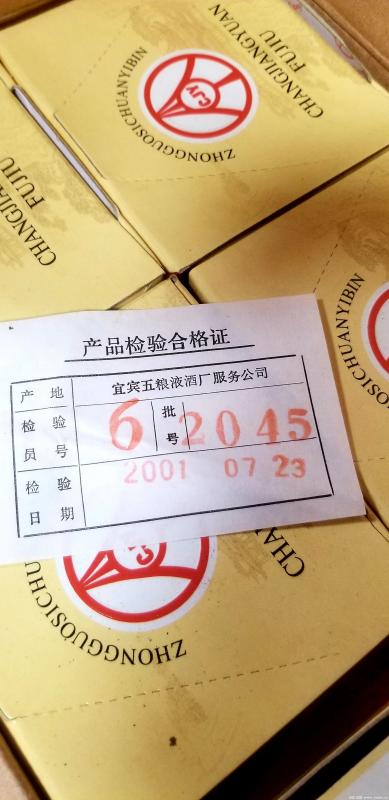 CHANGJIANGYUAN
FUJIU
CJY
ZHONGGUOSICHUANYIBIN
FUJIU
ZHONGGUOSICHUANYIBIN
产品检验合格证
产地 宜宾五粮液酒厂服务公司
检验员号 6 批号 2045
检验日期 2001 07 23
ZHONGGUOSICHU